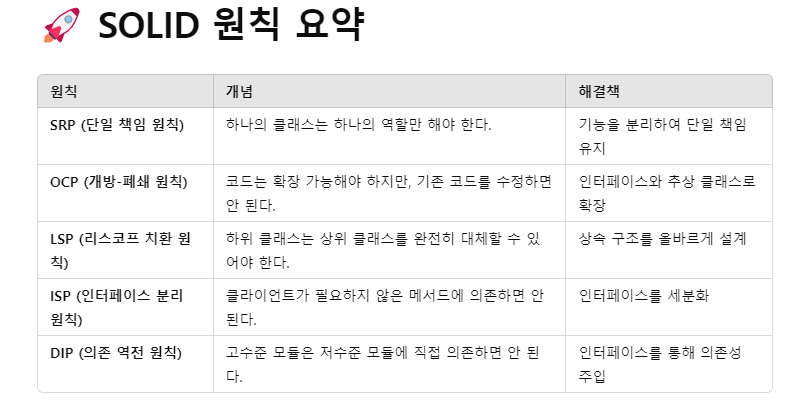 🚀 SOLID 원칙 요약
원칙 개념 해결책
SRP (단일 책임 원칙) 하나의 클래스는 하나의 역할만 해야 한다. 기능을 분리하여 단일 책임
유지
OCP (개방-폐쇄 원칙) 코드는 확장 가능해야 하지만, 기존 코드를 수정하면 인터페이스와 추상 클래스로
안 된다. 확장
LSP (리스코프 치환 원 하위 클래스는 상위 클래스를 완전히 대체할 수 있 상속 구조를 올바르게 설계
칙) 어야 한다.
ISP (인터페이스 분리 클라이언트가 필요하지 않은 메서드에 의존하면 안 인터페이스를 세분화
원칙) 된다.
DIP (의존 역전 원칙) 고수준 모듈은 저수준 모듈에 직접 의존하면 안 된 인터페이스를 통해 의존성
다. 주입